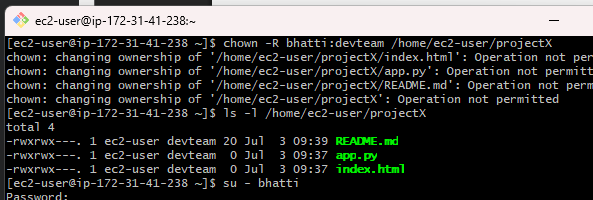 ec2-user@ip-172-31-41-238:~
[ec2-user@ip-172-31-41-238 ~]$ chown -R bhatti:devteam /home/ec2-user/projectX
chown: changing ownership of '/home/ec2-user/projectX/index.html': Operation not per
chown: changing ownership of '/home/ec2-user/projectX/app.py': Operation not permitt
chown: changing ownership of '/home/ec2-user/projectX/README.md': Operation not perm
chown: changing ownership of '/home/ec2-user/projectX': Operation not permitted
[ec2-user@ip-172-31-41-238 ~]$ ls -l /home/ec2-user/projectX
total 4
-rwxrwx---. 1 ec2-user devteam 20 Jul  3 09:39 README.md
-rwxrwx---. 1 ec2-user devteam  0 Jul  3 09:37 app.py
-rwxrwx---. 1 ec2-user devteam  0 Jul  3 09:37 index.html
[ec2-user@ip-172-31-41-238 ~]$ su - bhatti
Password: